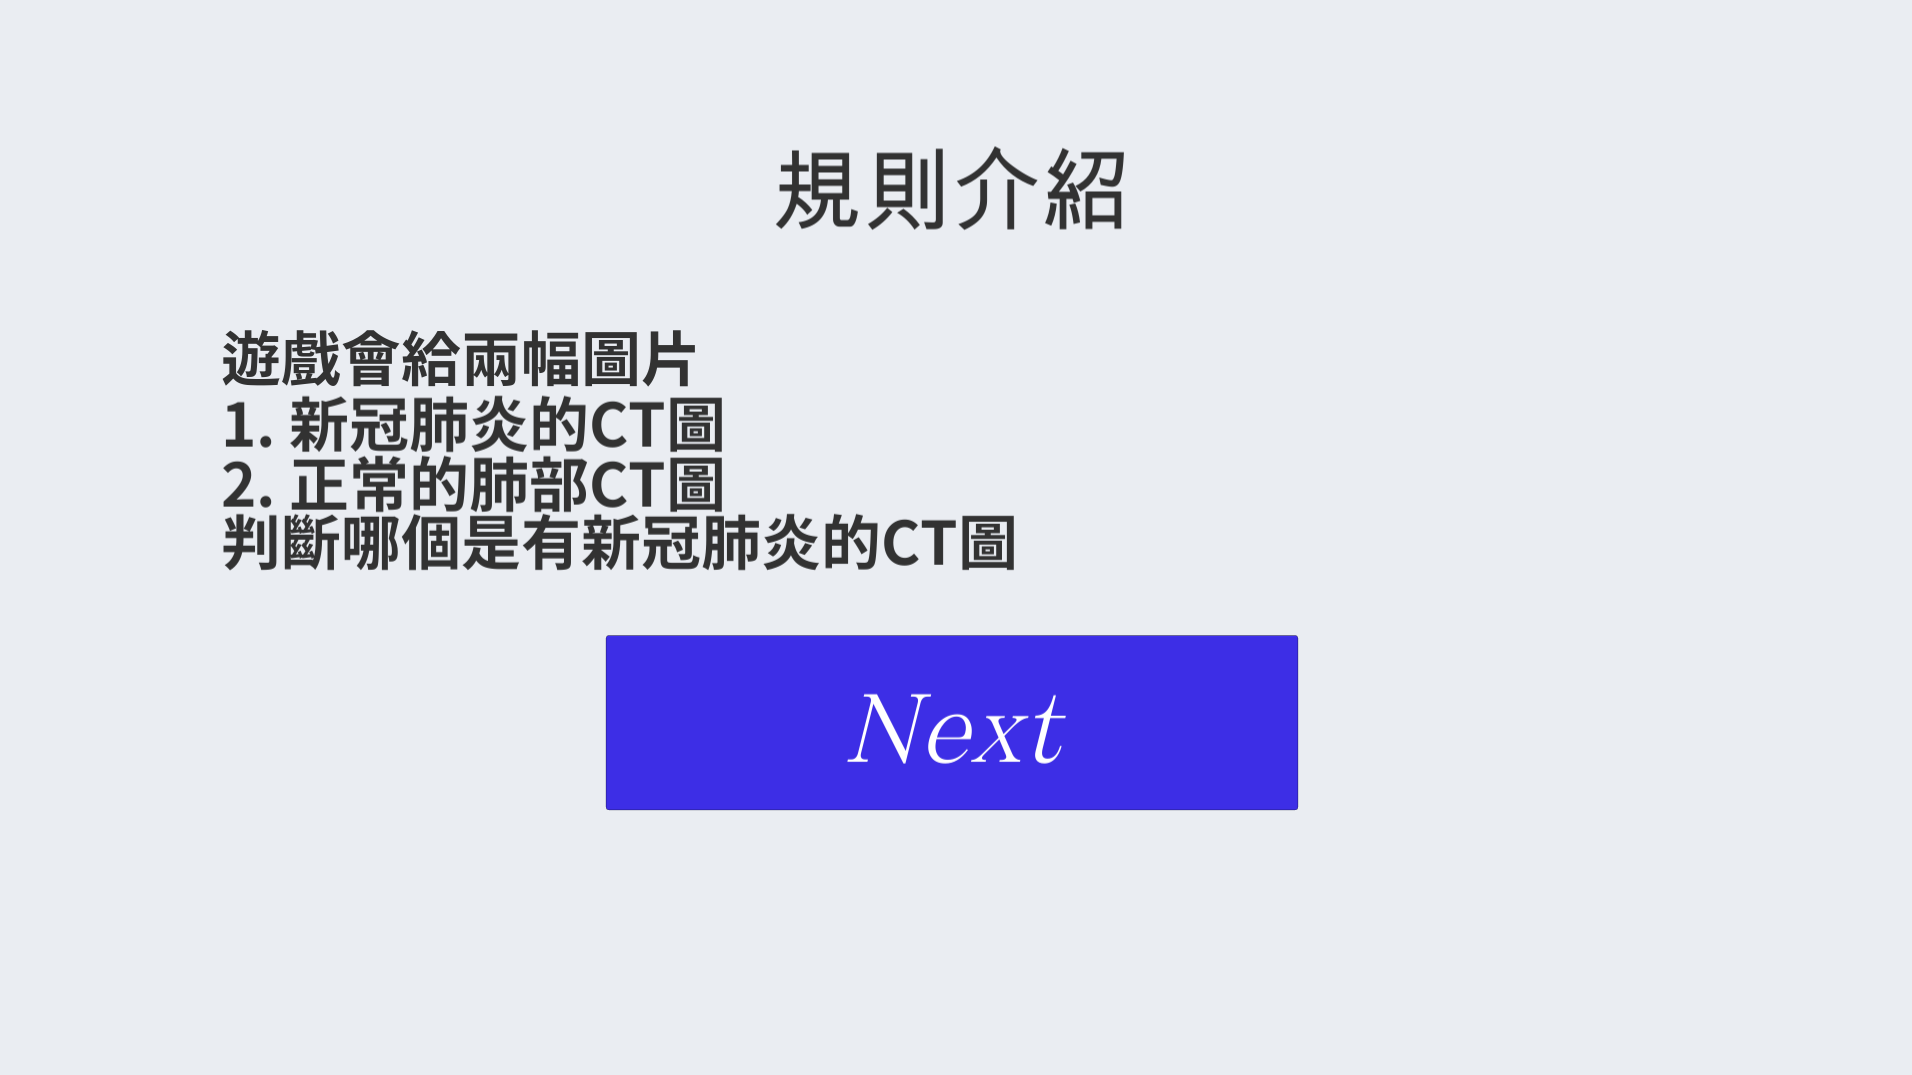 規則介紹
遊戲會給兩幅圖片
1. 新冠肺炎的CT圖
2. 正常的肺部CT圖
判斷哪個是有新冠肺炎的CT圖
Next